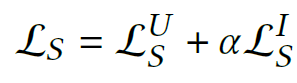 ℒ_S = ℒ_S^U + αℒ_S^I